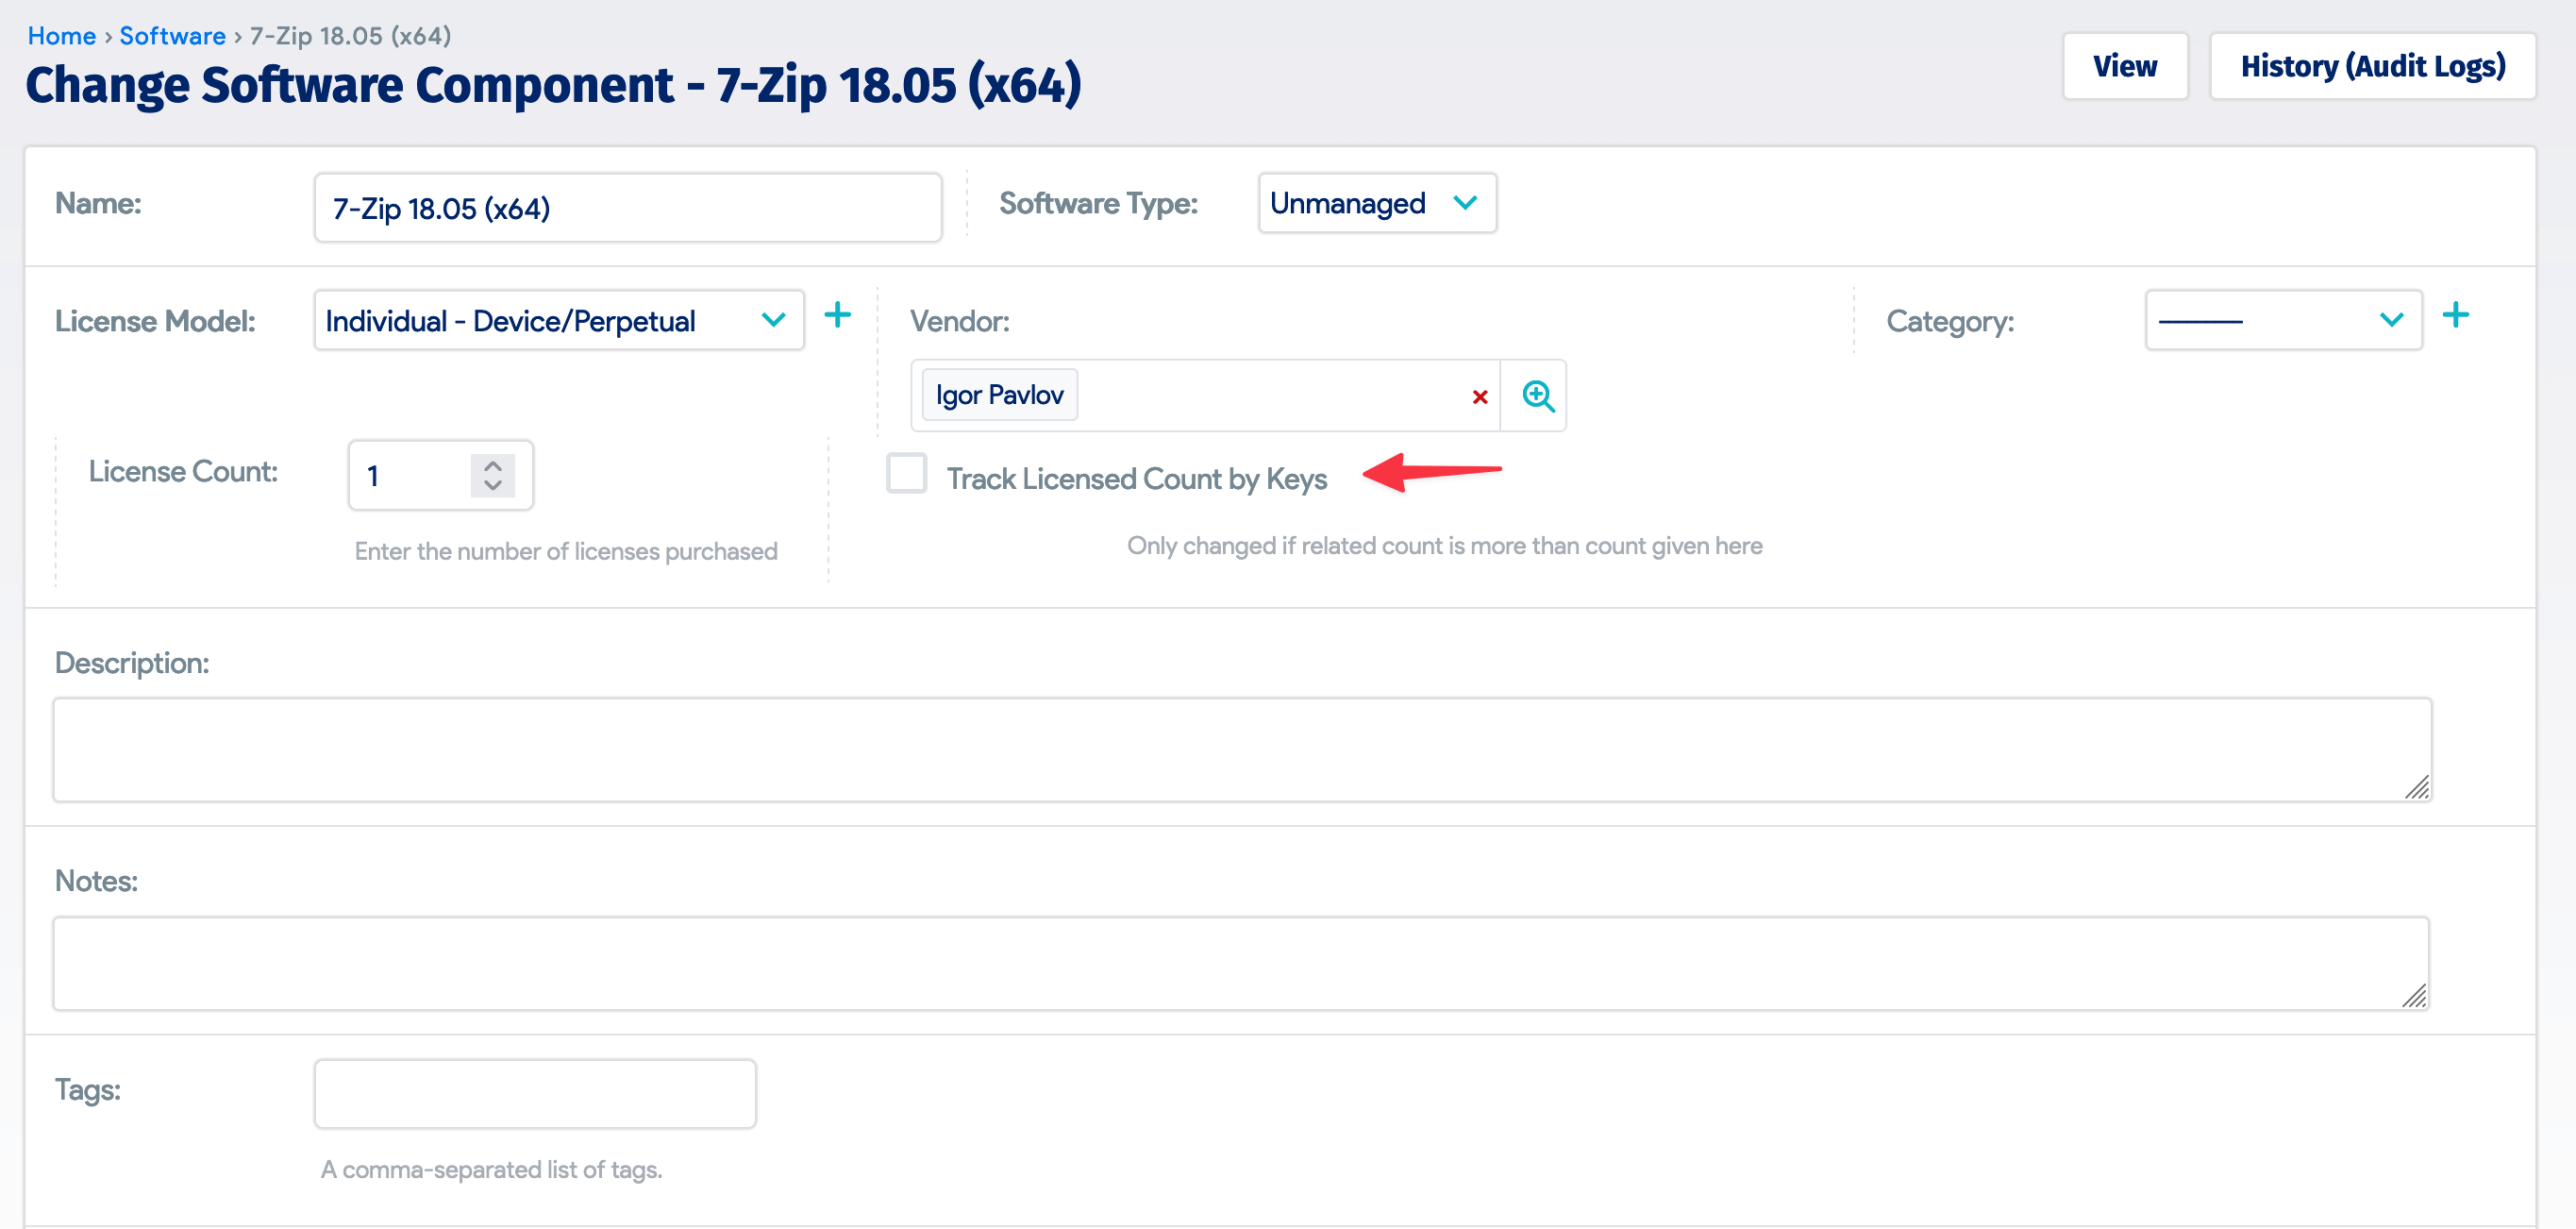 Home › Software › 7-Zip 18.05 (x64)
Change Software Component - 7-Zip 18.05 (x64)
View
History (Audit Logs)
Name:
7-Zip 18.05 (x64)
Software Type:
Unmanaged
License Model:
Individual - Device/Perpetual
Vendor:
Igor Pavlov
Category:
License Count:
1
Enter the number of licenses purchased
Track Licensed Count by Keys
Only changed if related count is more than count given here
Description:
Notes:
Tags:
A comma-separated list of tags.